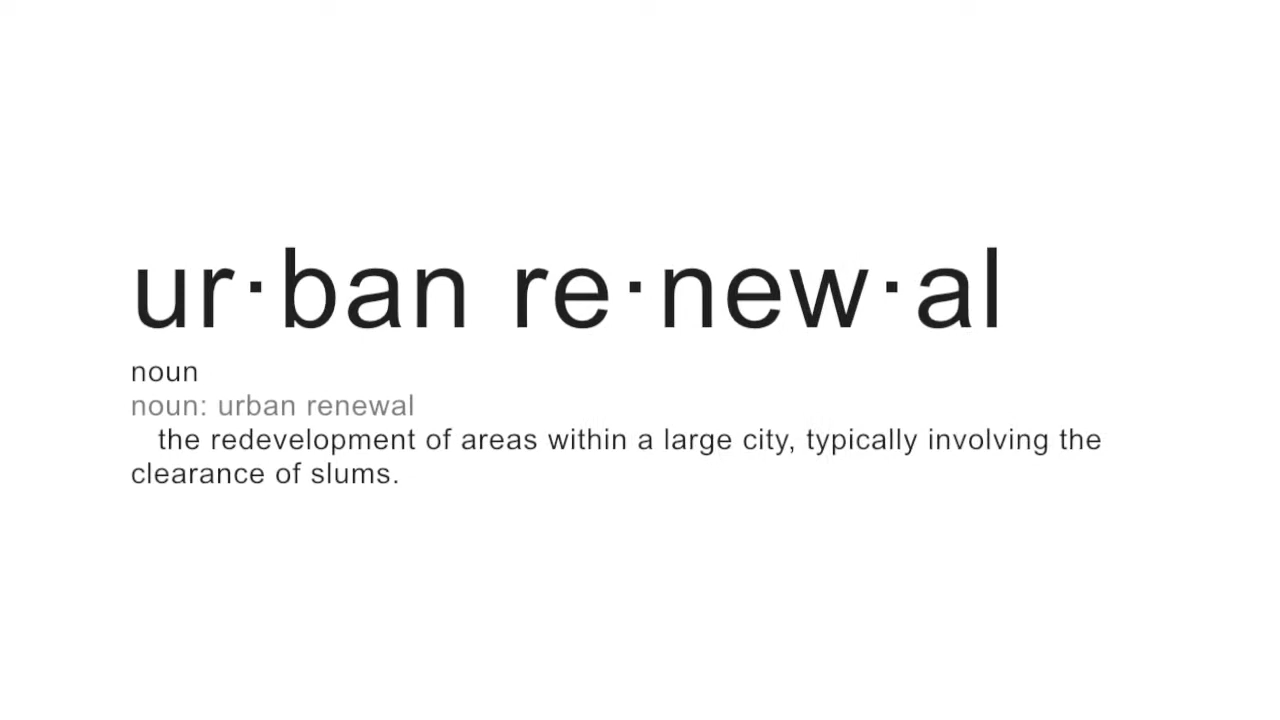 ur·ban re·new·al
noun
noun: urban renewal
the redevelopment of areas within a large city, typically involving the
clearance of slums.